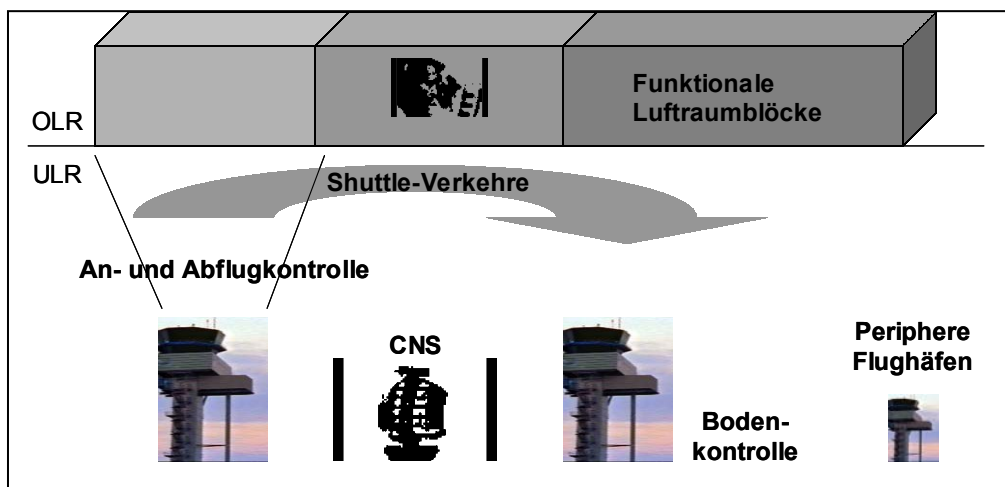 Funktionale
Luftraumblöcke
OLR
ULR
Shuttle-Verkehre
An- und Abflugkontrolle
CNS
Periphere
Flughäfen
Boden-
kontrolle